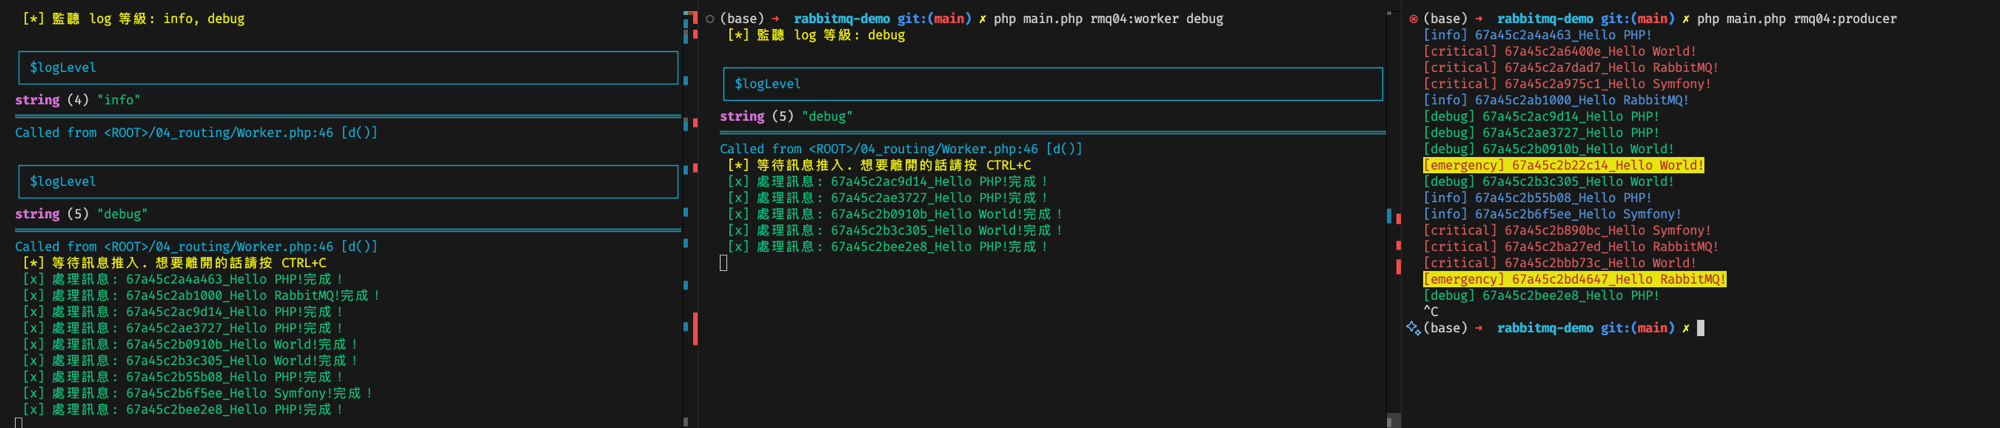 [*] 監聽 log 等級: info, debug
$logLevel
string (4) "info"
Called from <ROOT>/04_routing/Worker.php:46 [d()]
$logLevel
string (5) "debug"
Called from <ROOT>/04_routing/Worker.php:46 [d()]
[*] 等待訊息推入. 想要離開的話請按 CTRL+C
[x] 處理訊息: 67a45c2a4a463_Hello PHP!完成！
[x] 處理訊息: 67a45c2ab1000_Hello RabbitMQ!完成！
[x] 處理訊息: 67a45c2ac9d14_Hello PHP!完成！
[x] 處理訊息: 67a45c2ae3727_Hello PHP!完成！
[x] 處理訊息: 67a45c2b0910b_Hello World!完成！
[x] 處理訊息: 67a45c2b3c305_Hello World!完成！
[x] 處理訊息: 67a45c2b55b08_Hello PHP!完成！
[x] 處理訊息: 67a45c2b6f5ee_Hello Symfony!完成！
[x] 處理訊息: 67a45c2bee2e8_Hello PHP!完成！
(base) ➜ rabbitmq-demo git:(main) ✗ php main.php rmq04:worker debug
[*] 監聽 log 等級: debug
$logLevel
string (5) "debug"
Called from <ROOT>/04_routing/Worker.php:46 [d()]
[*] 等待訊息推入. 想要離開的話請按 CTRL+C
[x] 處理訊息: 67a45c2ac9d14_Hello PHP!完成！
[x] 處理訊息: 67a45c2ae3727_Hello PHP!完成！
[x] 處理訊息: 67a45c2b0910b_Hello World!完成！
[x] 處理訊息: 67a45c2b3c305_Hello World!完成！
[x] 處理訊息: 67a45c2bee2e8_Hello PHP!完成！
(base) ➜ rabbitmq-demo git:(main) ✗ php main.php rmq04:producer
[info] 67a45c2a4a463_Hello PHP!
[critical] 67a45c2a6400e_Hello World!
[critical] 67a45c2a7dad7_Hello RabbitMQ!
[critical] 67a45c2a975c1_Hello Symfony!
[info] 67a45c2ab1000_Hello RabbitMQ!
[debug] 67a45c2ac9d14_Hello PHP!
[debug] 67a45c2ae3727_Hello PHP!
[debug] 67a45c2b0910b_Hello World!
[emergency] 67a45c2b22c14_Hello World!
[debug] 67a45c2b3c305_Hello World!
[info] 67a45c2b55b08_Hello PHP!
[info] 67a45c2b6f5ee_Hello Symfony!
[critical] 67a45c2b890bc_Hello Symfony!
[critical] 67a45c2ba27ed_Hello RabbitMQ!
[critical] 67a45c2bbb73c_Hello World!
[emergency] 67a45c2bd4647_Hello RabbitMQ!
[debug] 67a45c2bee2e8_Hello PHP!
^C
(base) ➜ rabbitmq-demo git:(main) ✗